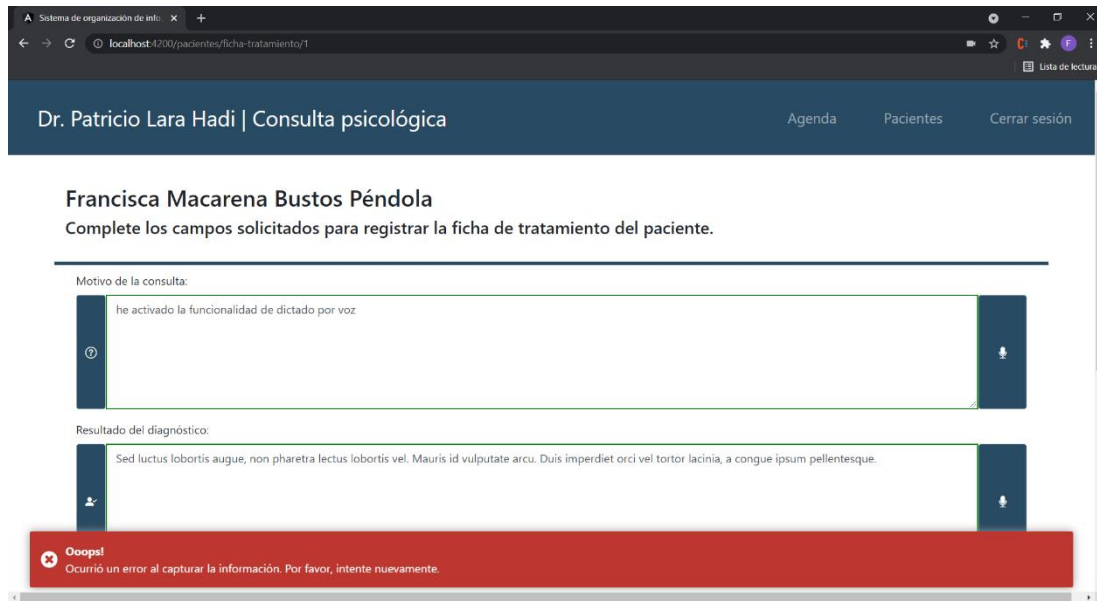 Sistema de organización de info
localhost:4200/pacientes/ficha-tratamiento/1
F
Lista de lectura
Dr. Patricio Lara Hadi | Consulta psicológica
Agenda
Pacientes
Cerrar sesión
Francisca Macarena Bustos Péndola
Complete los campos solicitados para registrar la ficha de tratamiento del paciente.
Motivo de la consulta:
he activado la funcionalidad de dictado por voz
Resultado del diagnóstico:
Sed luctus lobortis augue, non pharetra lectus lobortis vel. Mauris id vulputate arcu. Duis imperdiet orci vel tortor lacinia, a congue ipsum pellentesque.
Ooops!
Ocurrió un error al capturar la información. Por favor, intente nuevamente.